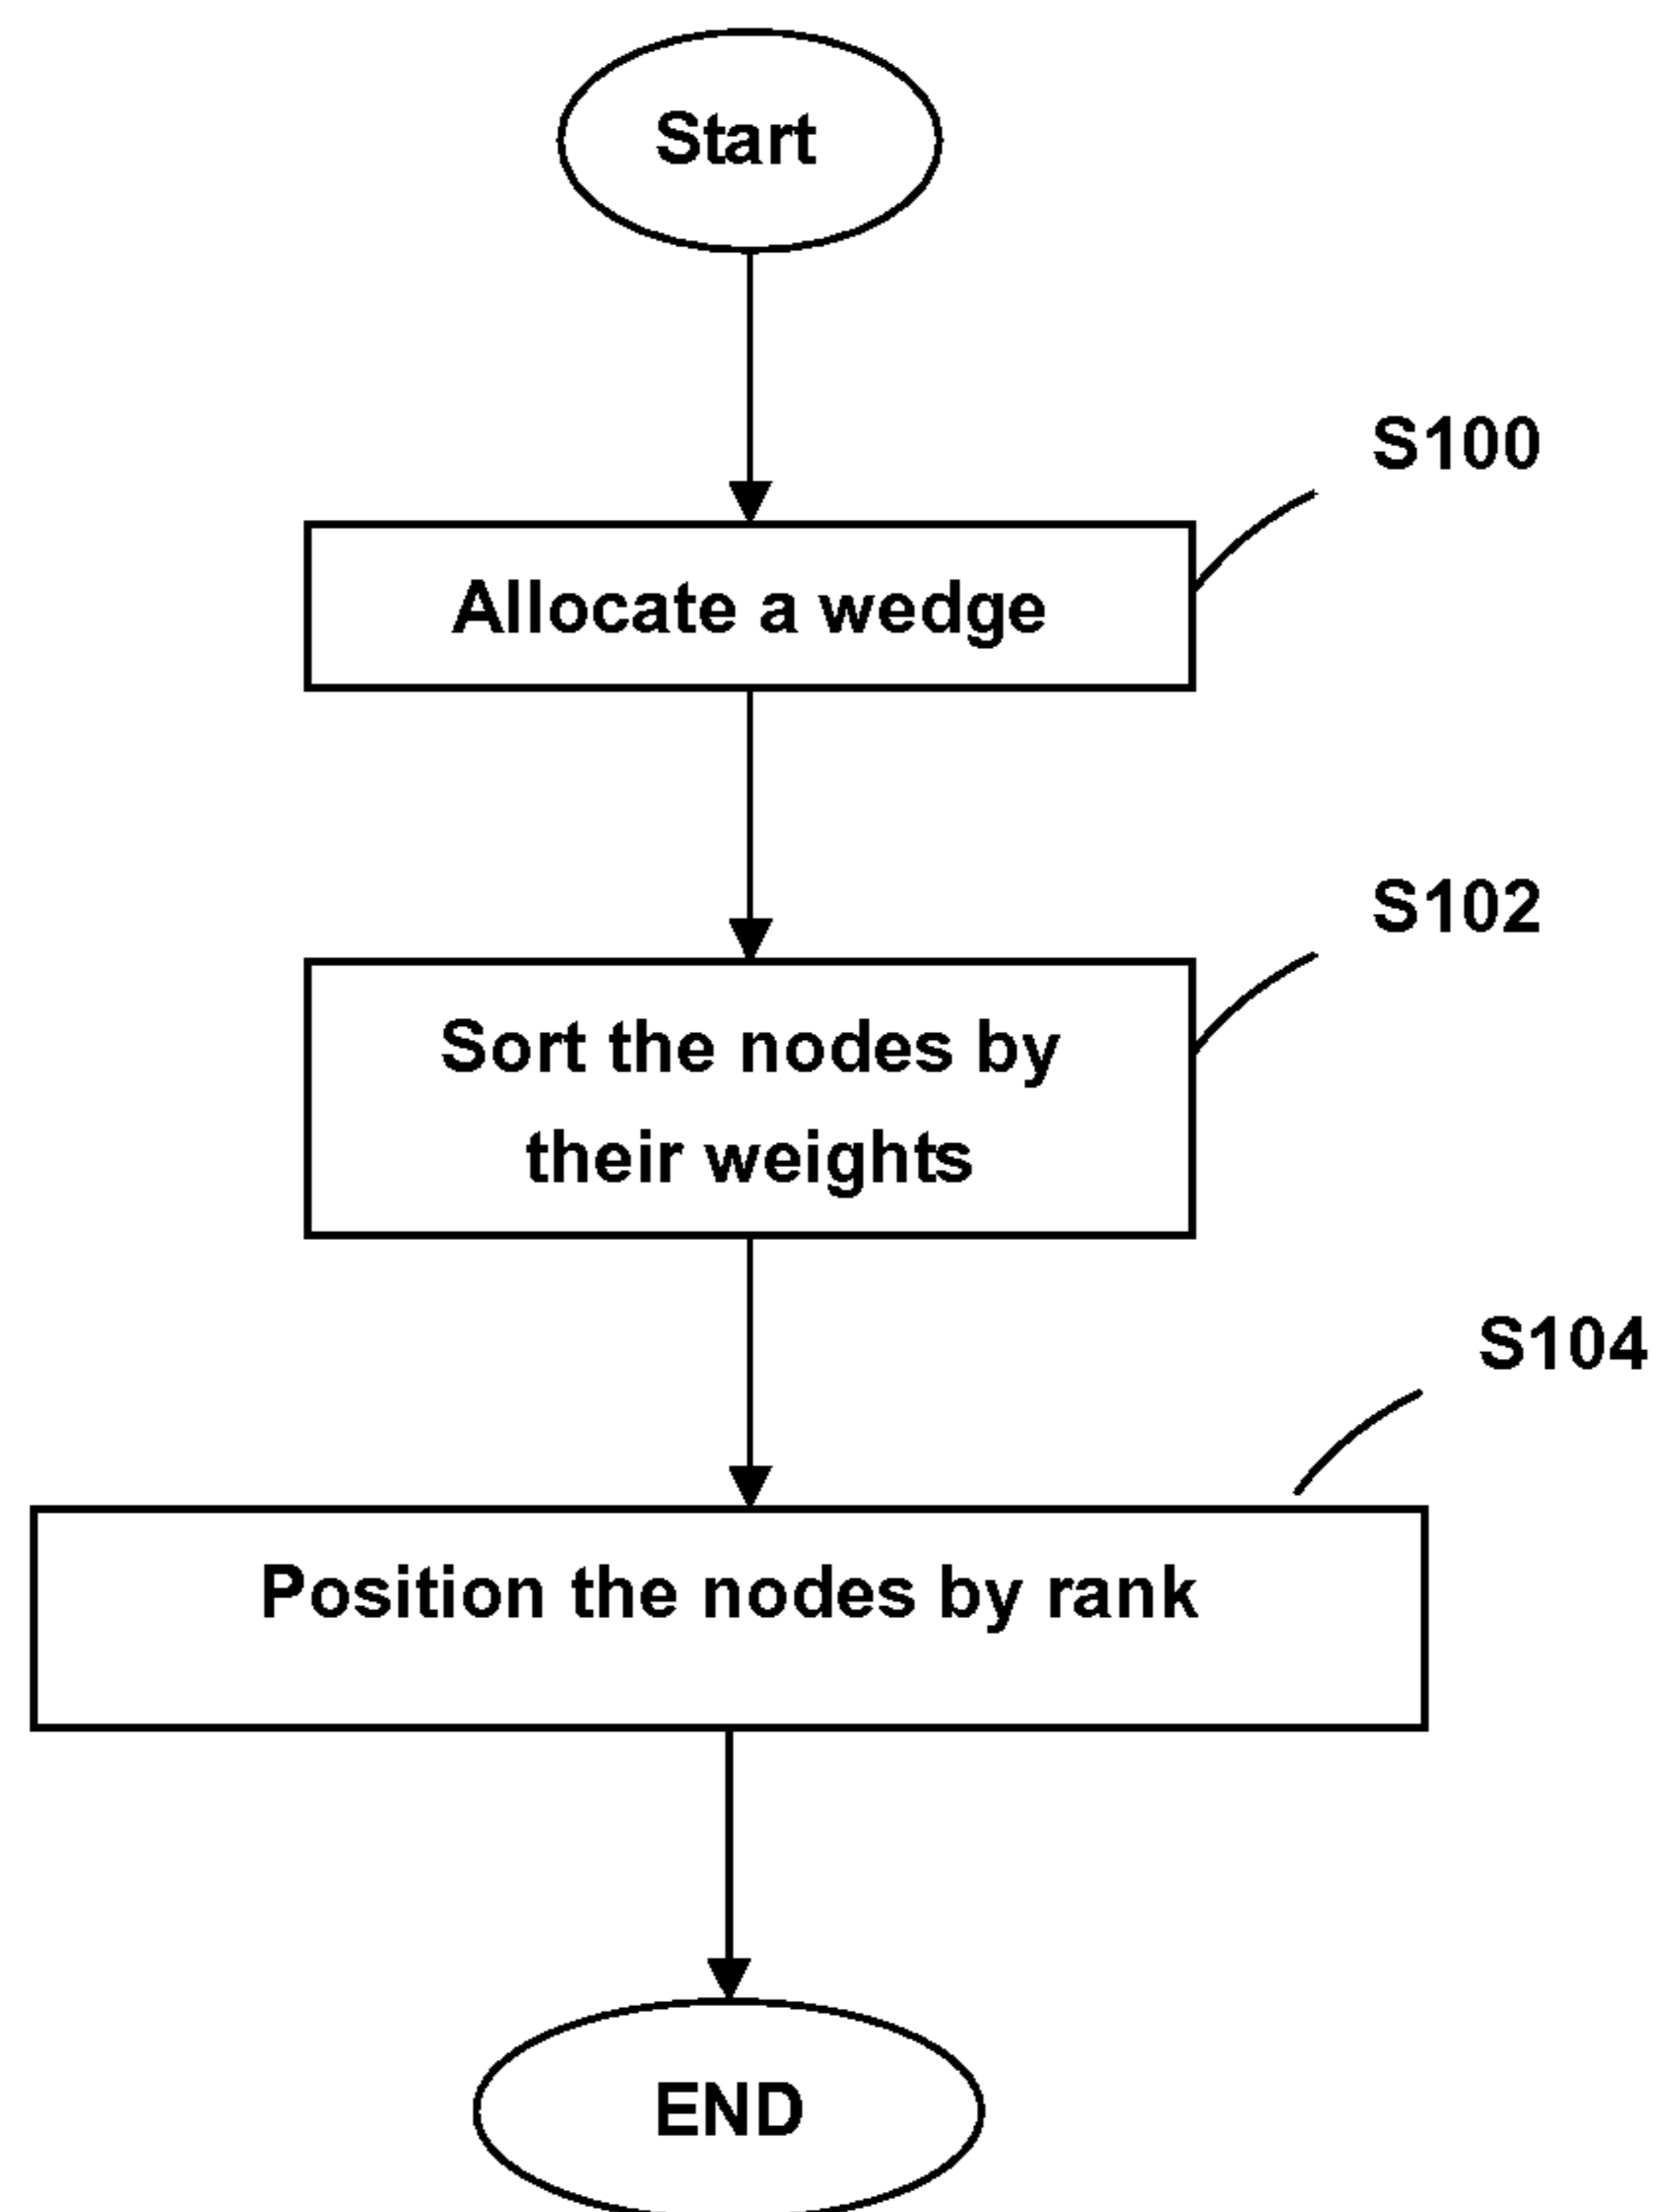 Start
S100
Allocate a wedge
S102
Sort the nodes by
their weights
S104
Position the nodes by rank
END